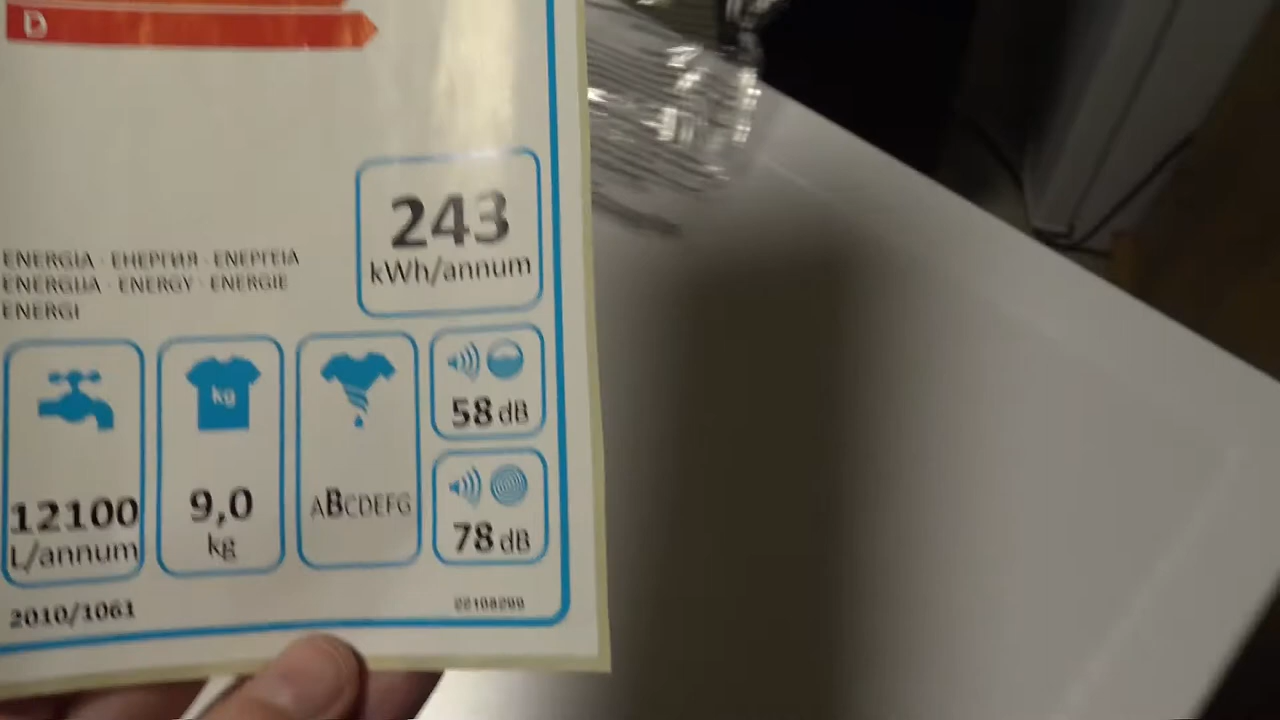 D
243
kWh/annum
ENERGIA · ЕНЕРГИЯ · ΕΝΕΡΓΕΙΑ
ENERGIJA · ENERGY · ENERGIE
ENERGI
kg
12100
L/annum
9,0
kg
ABCDEFG
58 dB
78 dB
2010/1061